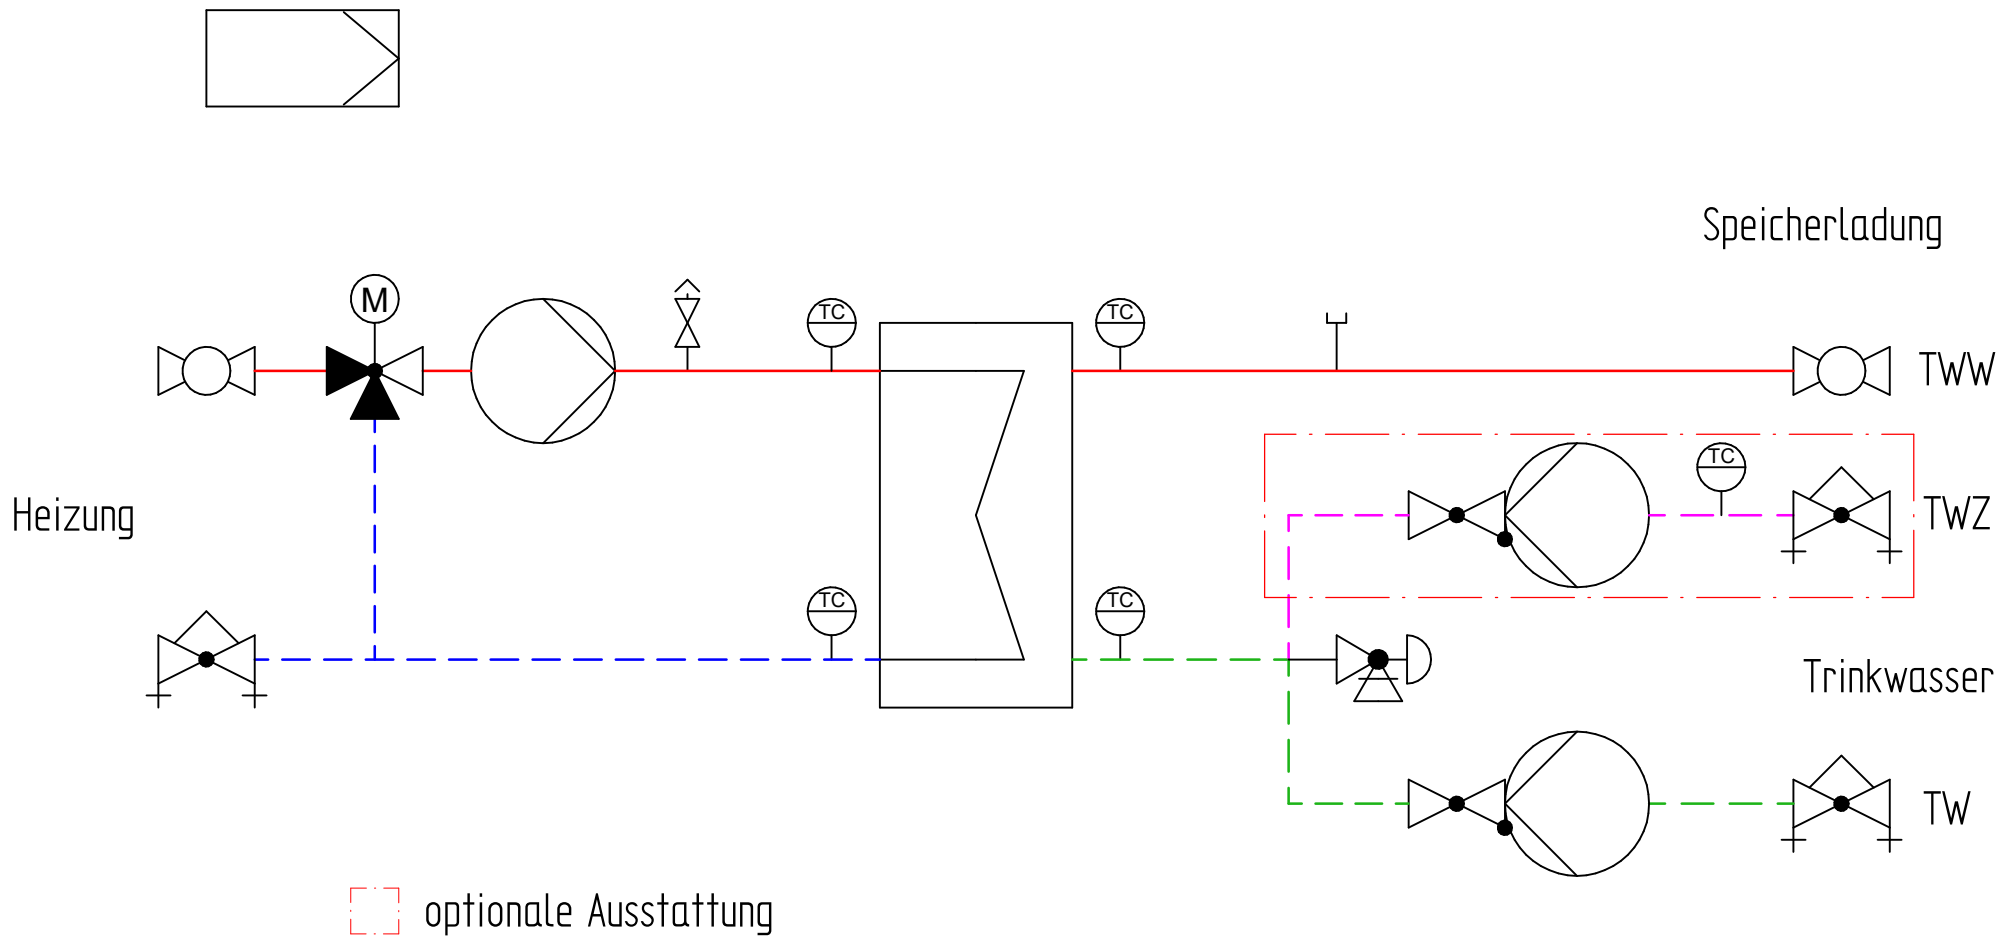 Speicherladung
M
TC
TC
TWW
TC
TWZ
Heizung
TC
TC
Trinkwasser
TW
optionale Ausstattung